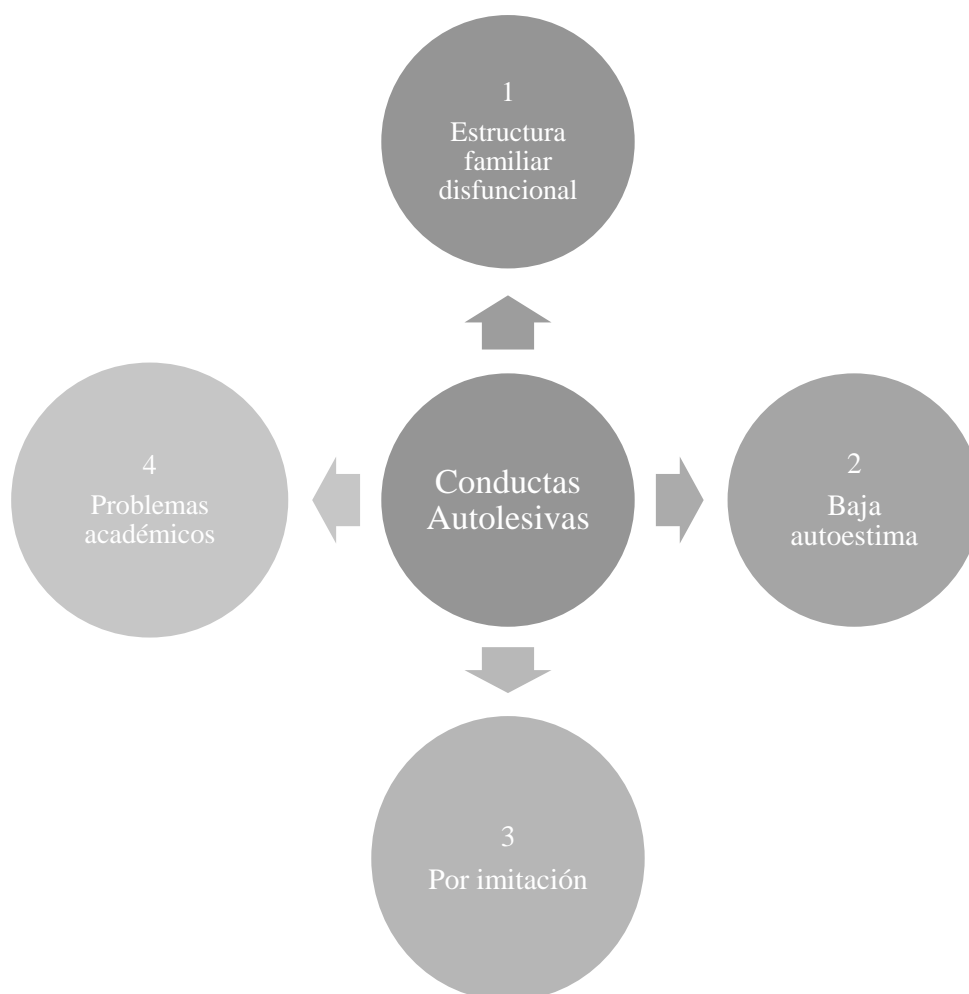 1
Estructura
familiar
disfuncional
4
Problemas
académicos
Conductas
Autolesivas
2
Baja
autoestima
3
Por imitación